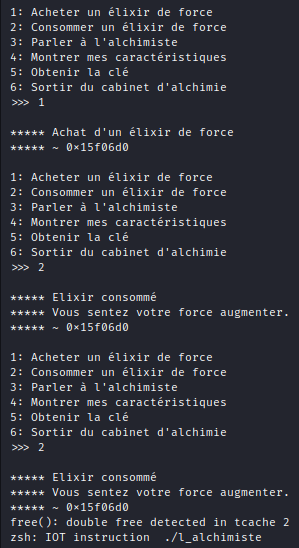 1: Acheter un élixir de force
2: Consommer un élixir de force
3: Parler à l'alchimiste
4: Montrer mes caractéristiques
5: Obtenir la clé
6: Sortir du cabinet d'alchimie
>>> 1
***** Achat d'un élixir de force
***** ~ 0×15f06d0
1: Acheter un élixir de force
2: Consommer un élixir de force
3: Parler à l'alchimiste
4: Montrer mes caractéristiques
5: Obtenir la clé
6: Sortir du cabinet d'alchimie
>>> 2
***** Elixir consommé
***** Vous sentez votre force augmenter.
***** ~ 0×15f06d0
1: Acheter un élixir de force
2: Consommer un élixir de force
3: Parler à l'alchimiste
4: Montrer mes caractéristiques
5: Obtenir la clé
6: Sortir du cabinet d'alchimie
>>> 2
***** Elixir consommé
***** Vous sentez votre force augmenter.
***** ~ 0×15f06d0
free(): double free detected in tcache 2
zsh: IOT instruction  ./l_alchimiste